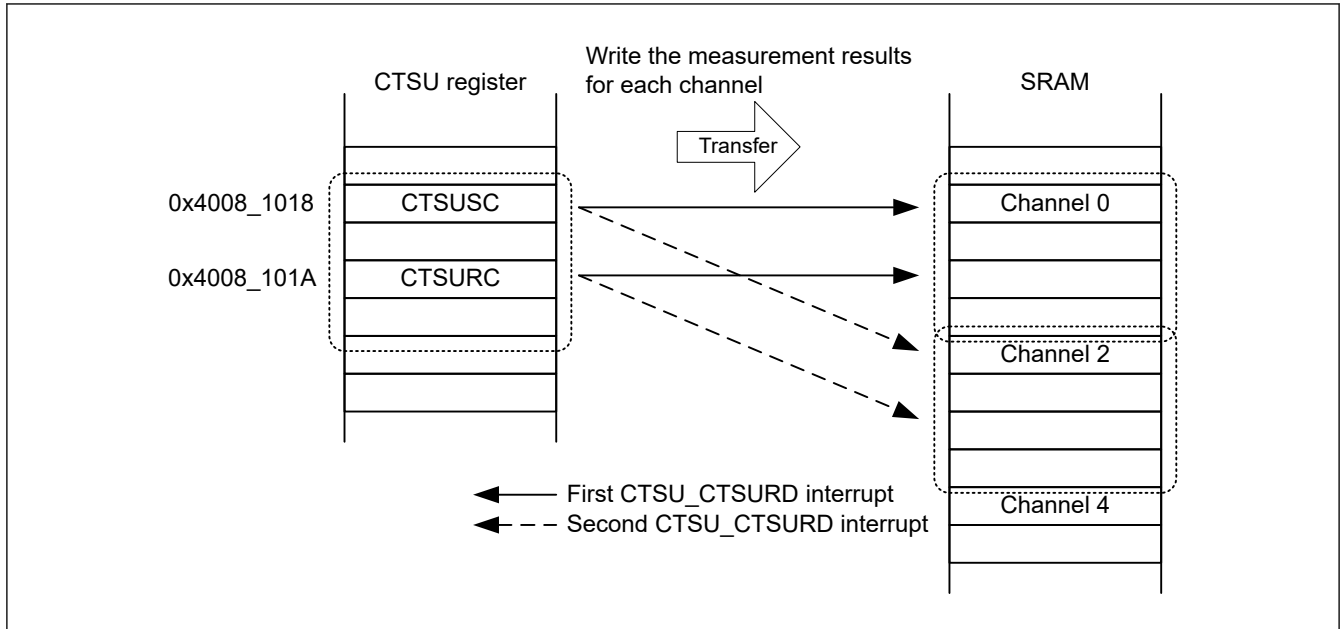 Write the measurement results
for each channel
CTSU register
SRAM
Transfer
0x4008_1018
CTSUSC
Channel 0
0x4008_101A
CTSURC
Channel 2
First CTSU_CTSURD interrupt
Second CTSU_CTSURD interrupt
Channel 4